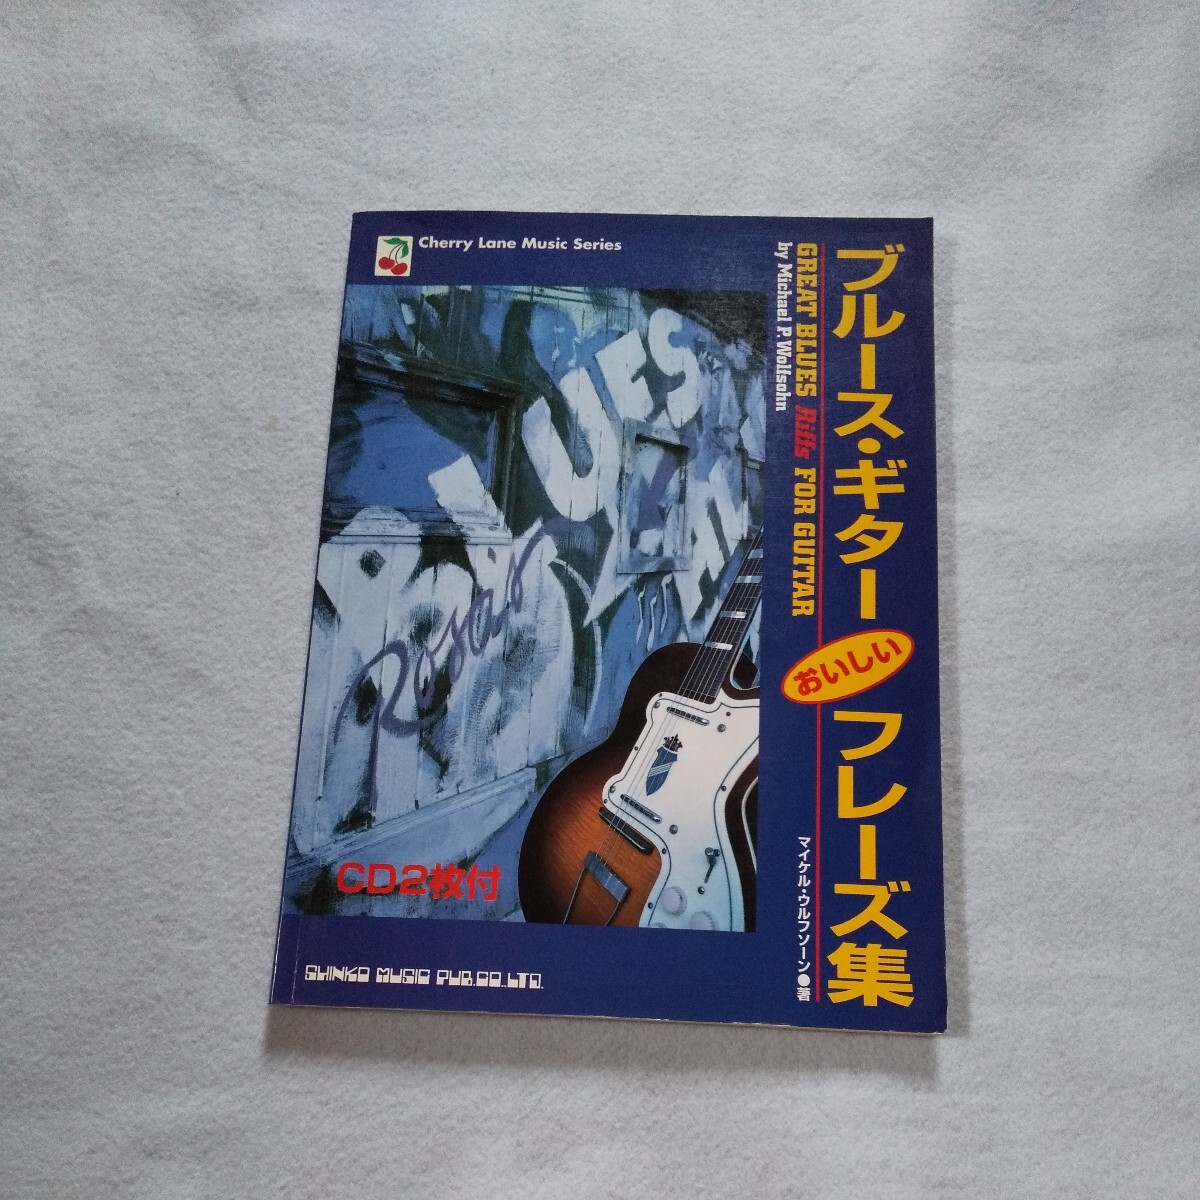 Cherry Lane Music Series
ブルース・ギター
おいしい
フレーズ集
GREAT BLUES Riffs FOR GUITAR
by Michael P. Wolfsohn
マイケル・ウルフソーン●著
UES
Rosa's
CD2枚付
SHINKO MUSIC PUB.CO.,LTD.